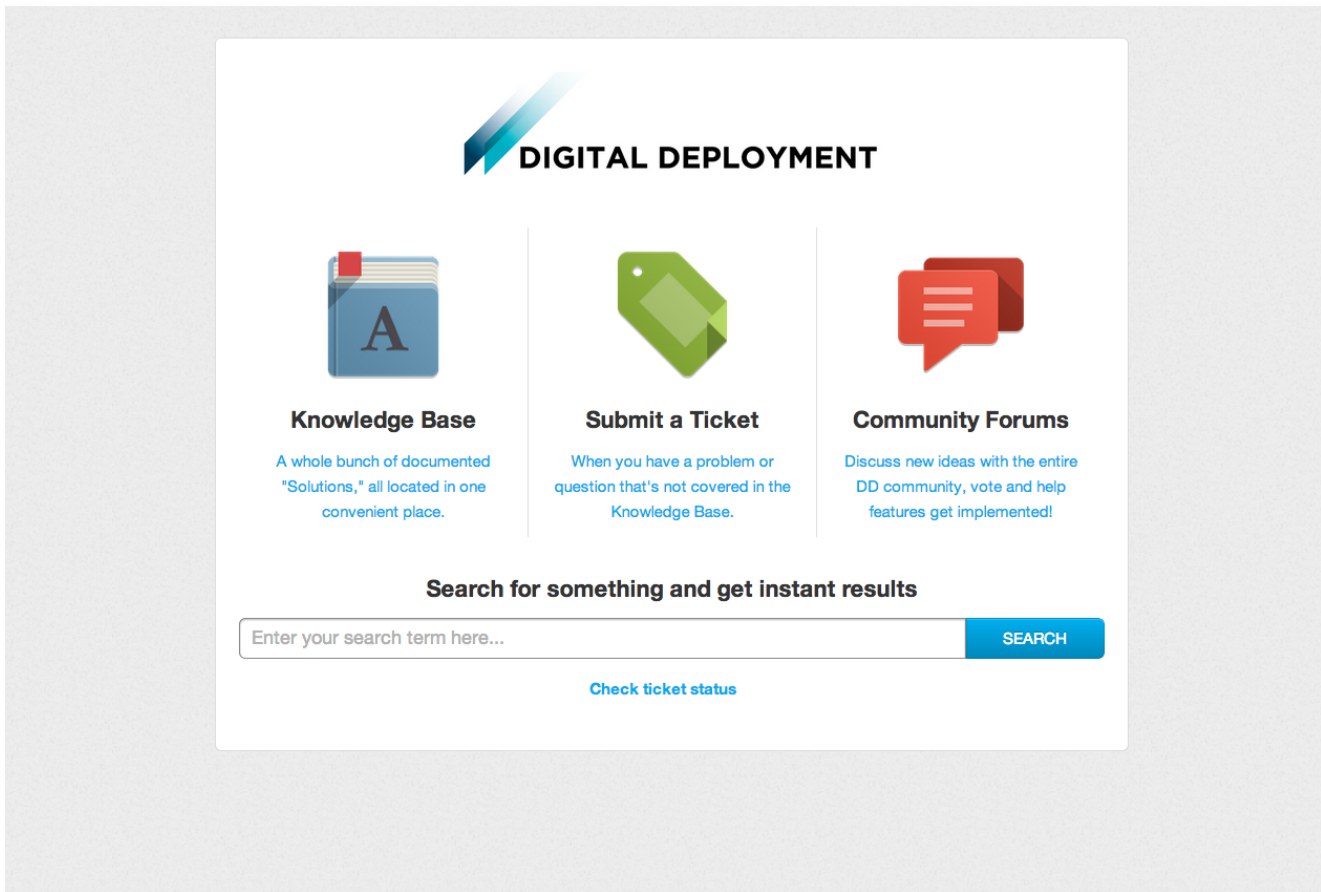 DIGITAL DEPLOYMENT
A
Knowledge Base
A whole bunch of documented
"Solutions," all located in one
convenient place.
Submit a Ticket
When you have a problem or
question that's not covered in the
Knowledge Base.
Community Forums
Discuss new ideas with the entire
DD community, vote and help
features get implemented!
Search for something and get instant results
Enter your search term here...
SEARCH
Check ticket status